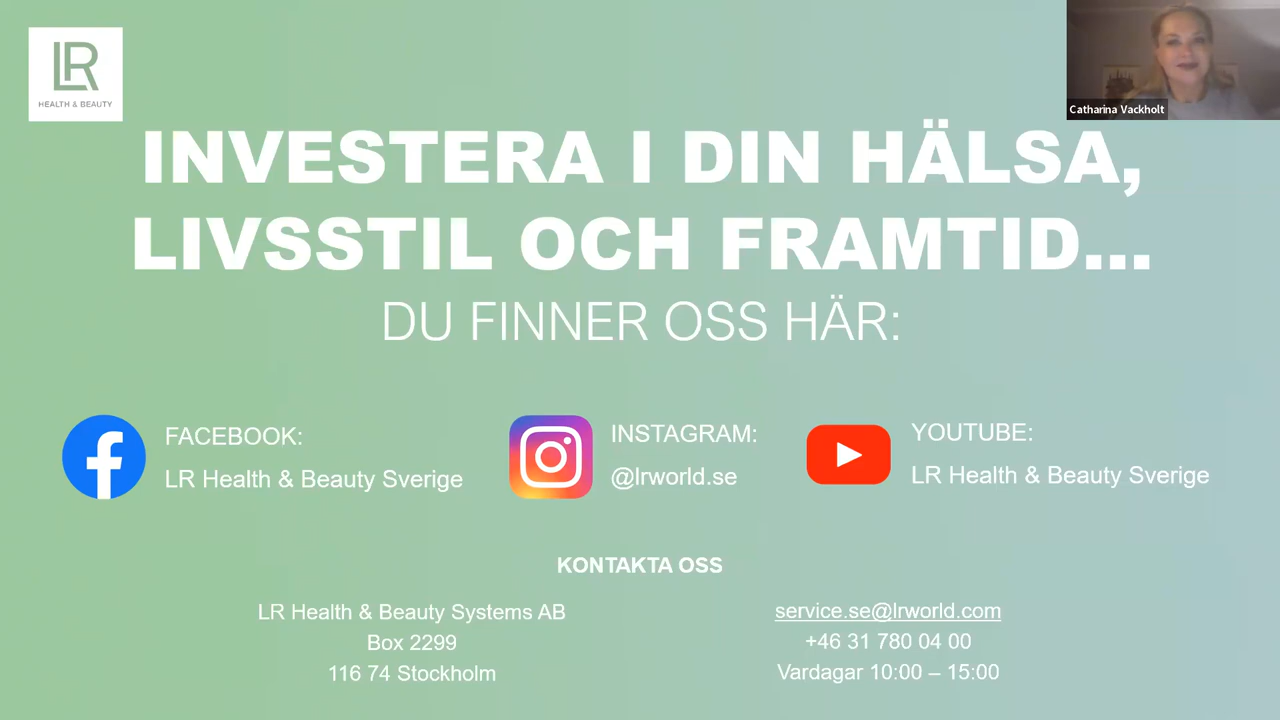 LR
HEALTH & BEAUTY
Catharina Vackholt
INVESTERA I DIN HÄLSA,
LIVSSTIL OCH FRAMTID...
DU FINNER OSS HÄR:
FACEBOOK:
LR Health & Beauty Sverige
INSTAGRAM:
@lrworld.se
YOUTUBE:
LR Health & Beauty Sverige
KONTAKTA OSS
LR Health & Beauty Systems AB
Box 2299
116 74 Stockholm
service.se@lrworld.com
+46 31 780 04 00
Vardagar 10:00 – 15:00